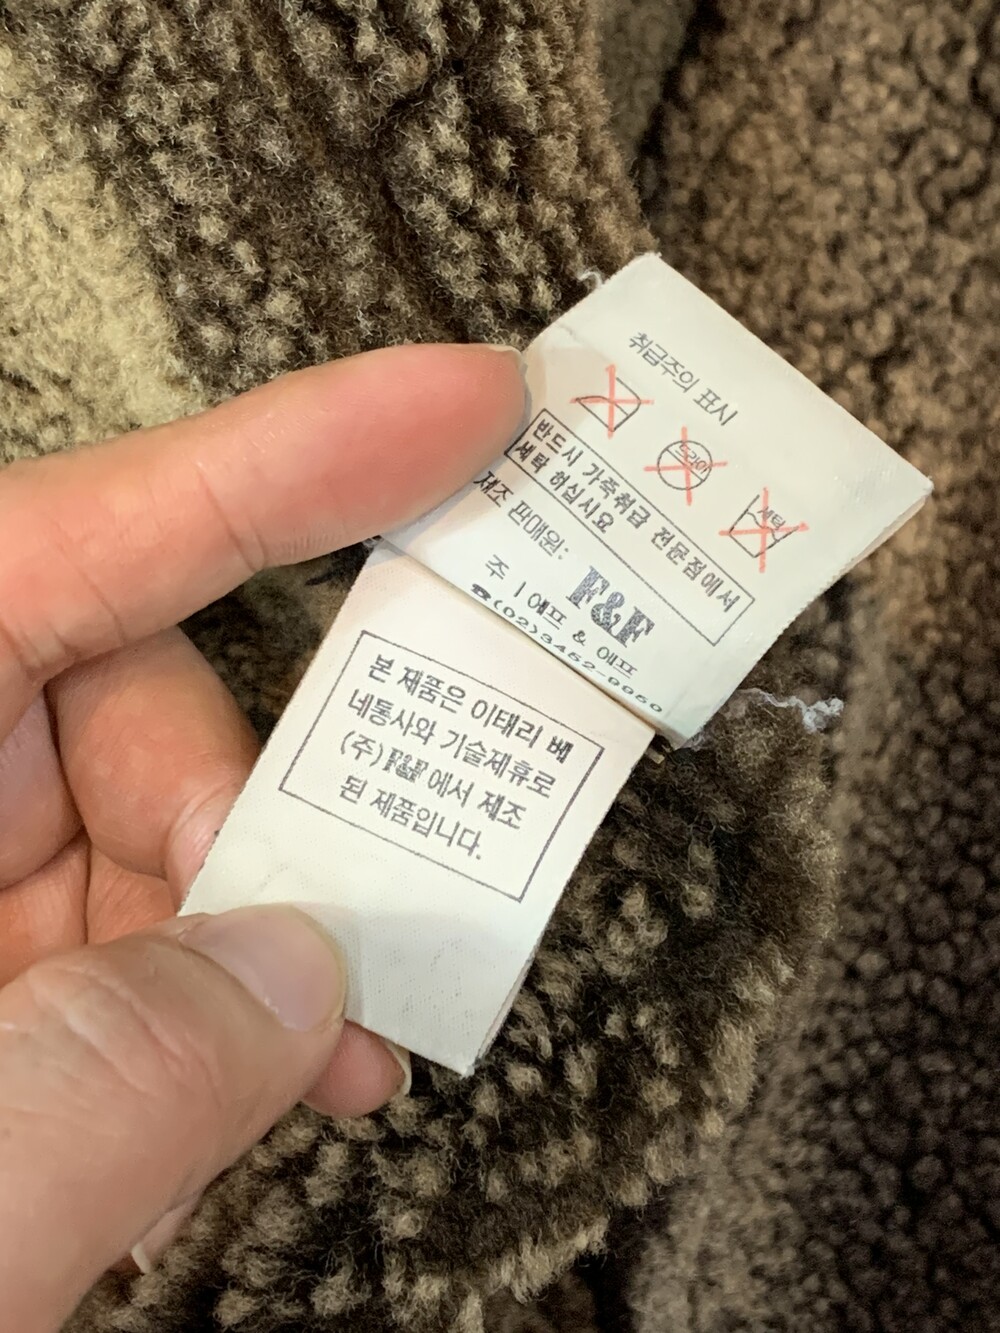 취급주의 표시
드라이
세탁
반드시 가죽취급 전문점에서
세탁 하십시요
제조 판매원:
F&F
주 | 에프 & 에프
☎(02)3452-0050
본 제품은 이태리 베
네통사와 기술제휴로
(주) F&F 에서 제조
된 제품입니다.